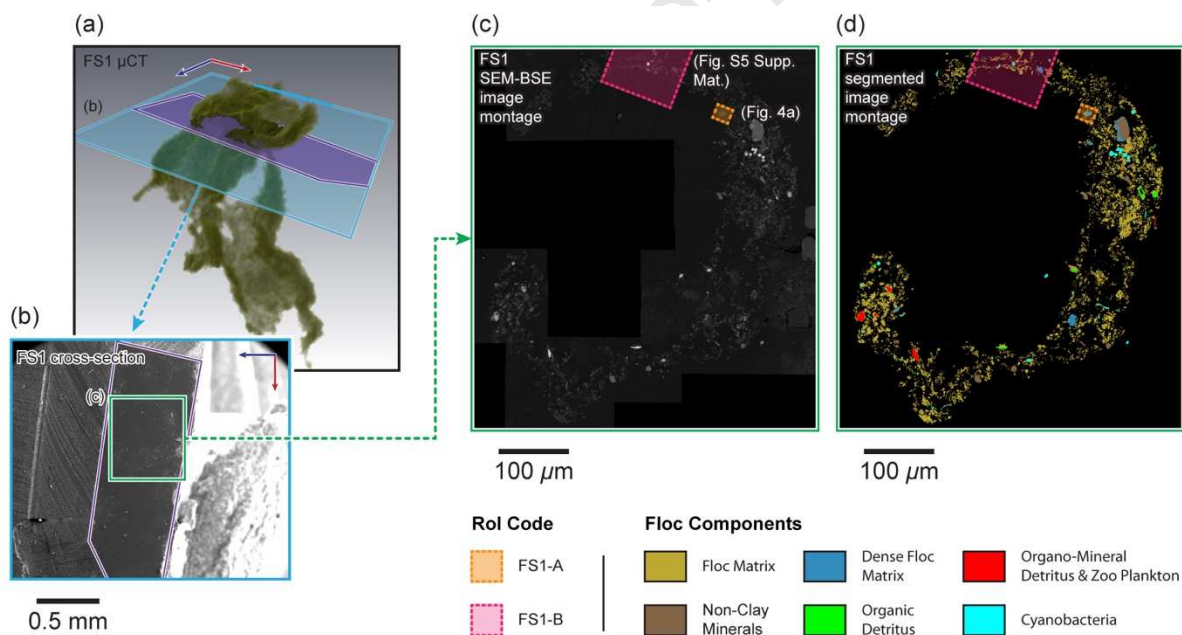 (a)
FS1 µCT
(b)
(b)
FS1 cross-section
(c)
0.5 mm
(c)
FS1
SEM-BSE
image
montage
(Fig. S5 Supp.
Mat.)
(Fig. 4a)
100 µm
(d)
FS1
segmented
image
montage
100 µm
RoI Code
FS1-A
FS1-B
Floc Components
Floc Matrix
Dense Floc
Matrix
Organo-Mineral
Detritus & Zoo Plankton
Non-Clay
Minerals
Organic
Detritus
Cyanobacteria